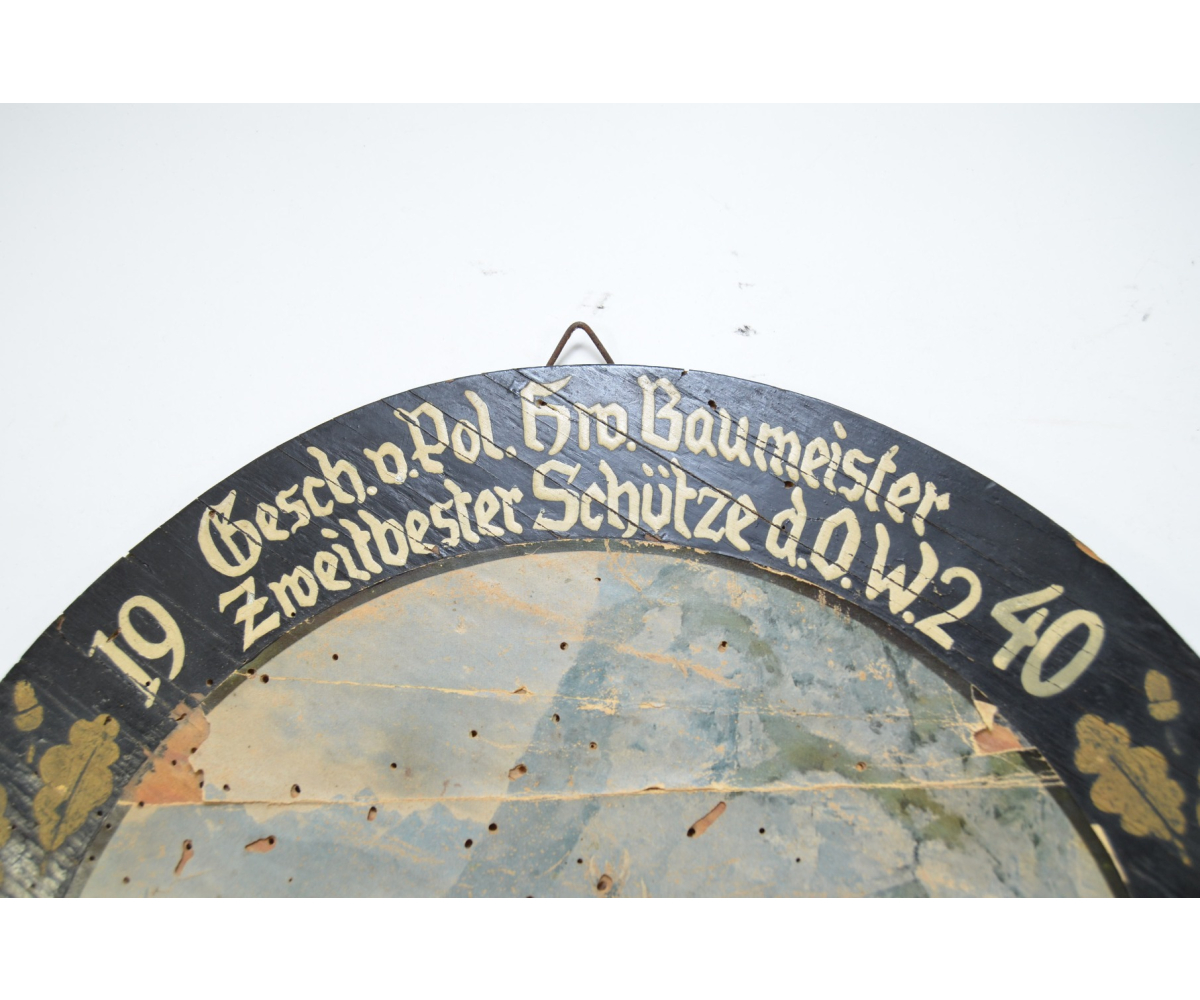 Gesch. v. Pol. Hw. Baumeister
Zweitbester Schütze d. O. W. 2
19 40